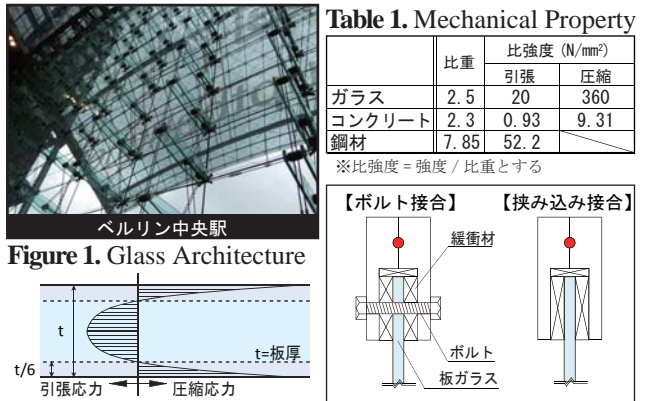 ベルリン中央駅
Figure 1. Glass Architecture
t
t=板厚
t/6
引張応力
圧縮応力
Table 1. Mechanical Property
比重 比強度 (N/mm²)
引張 圧縮
ガラス 2.5 20 360
コンクリート 2.3 0.93 9.31
鋼材 7.85 52.2
※比強度 = 強度 / 比重とする
【ボルト接合】 【挟み込み接合】
緩衝材
ボルト
板ガラス